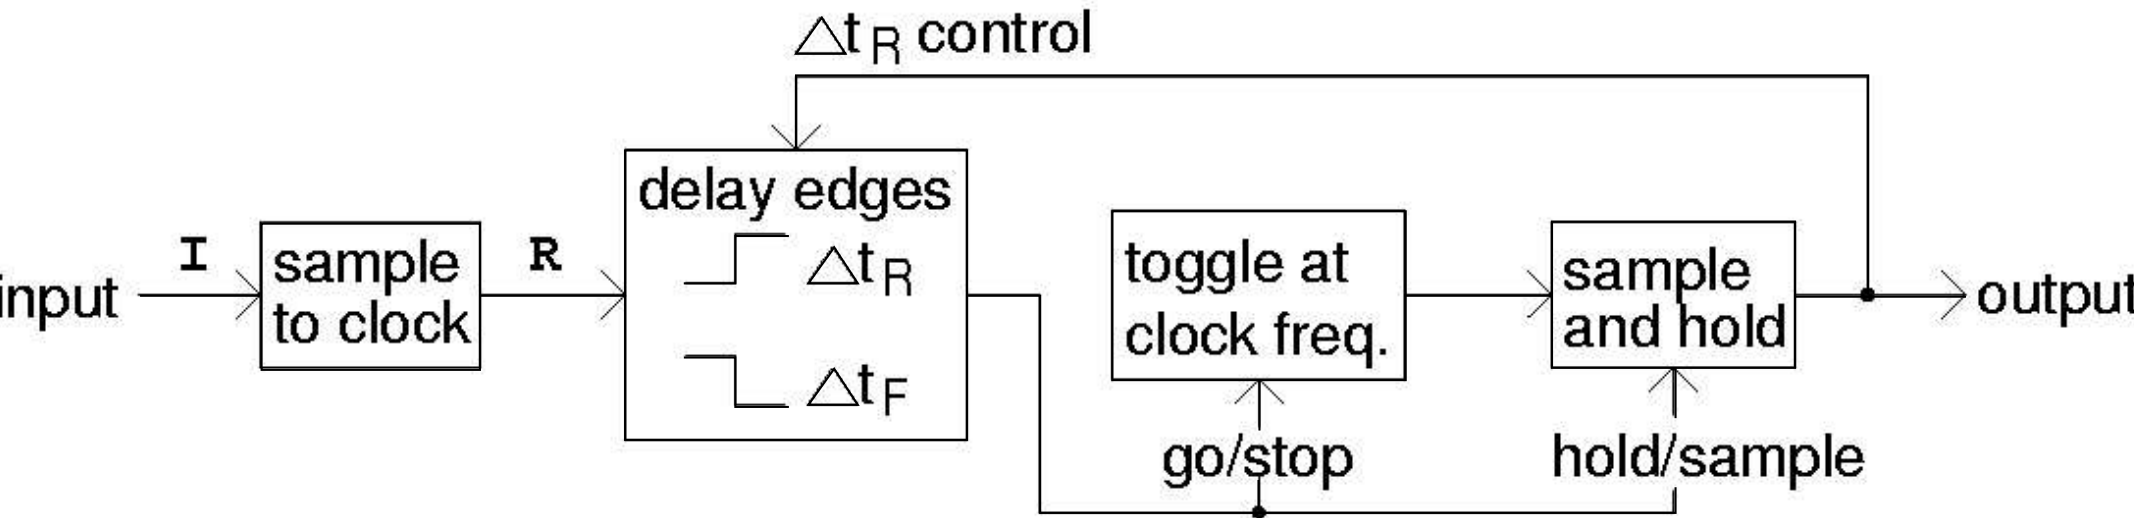 △t R control
input
I
sample
to clock
R
delay edges
△t R
△t F
toggle at
clock freq.
go/stop
sample
and hold
hold/sample
output